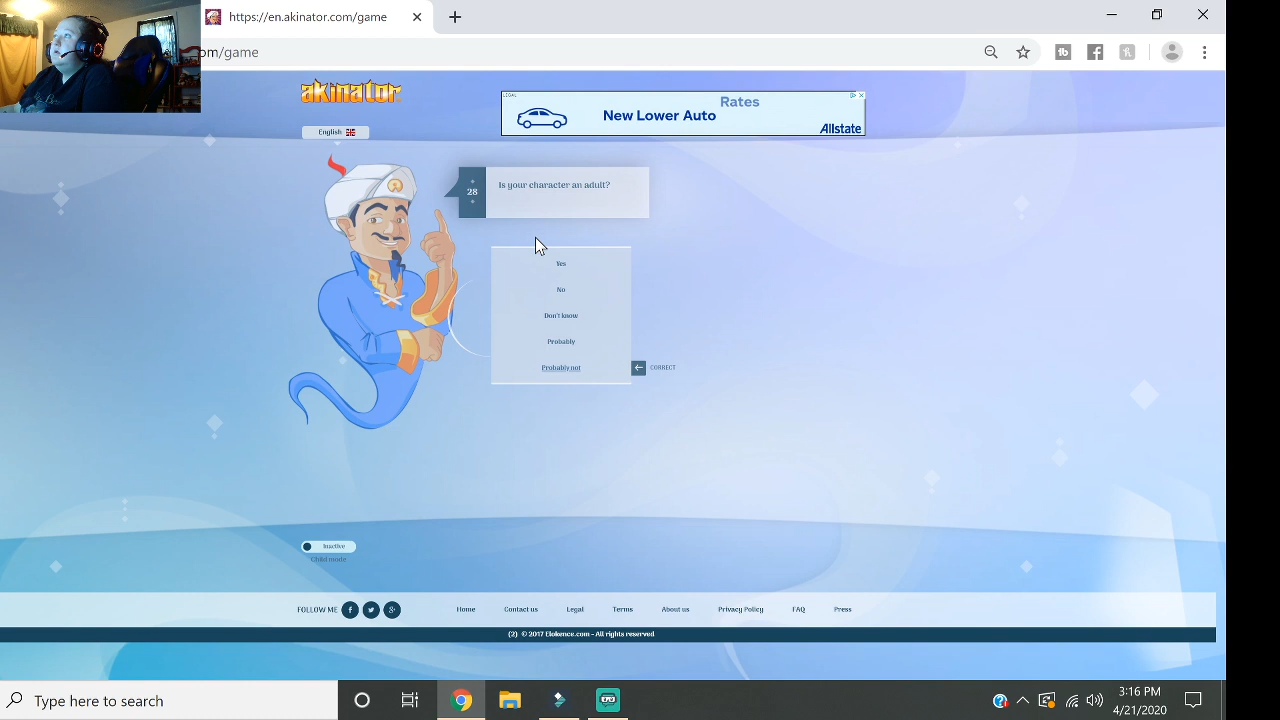 https://en.akinator.com/game
om/game
akinator
LEGAL
New Lower Auto Rates
Allstate
English
28
Is your character an adult?
Yes
No
Don't know
Probably
Probably not
CORRECT
Inactive
Child mode
FOLLOW ME
Home Contact us Legal Terms About us Privacy Policy FAQ Press
(2) © 2017 Elokence.com - All rights reserved
Type here to search
3:16 PM
4/21/2020